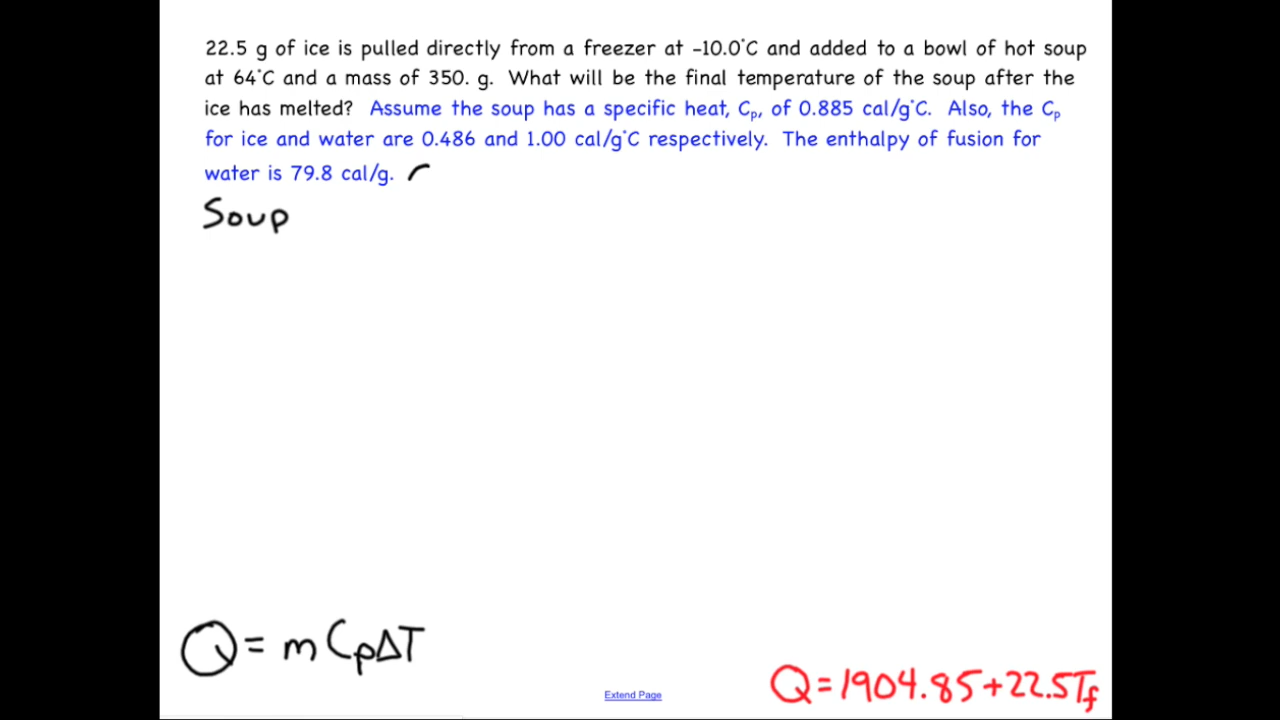 22.5 g of ice is pulled directly from a freezer at -10.0°C and added to a bowl of hot soup
at 64°C and a mass of 350. g. What will be the final temperature of the soup after the
ice has melted? Assume the soup has a specific heat, Cₚ, of 0.885 cal/g°C. Also, the Cₚ
for ice and water are 0.486 and 1.00 cal/g°C respectively. The enthalpy of fusion for
water is 79.8 cal/g.
Soup
Q = m CpΔT
Q=1904.85+22.5Tf
Extend Page